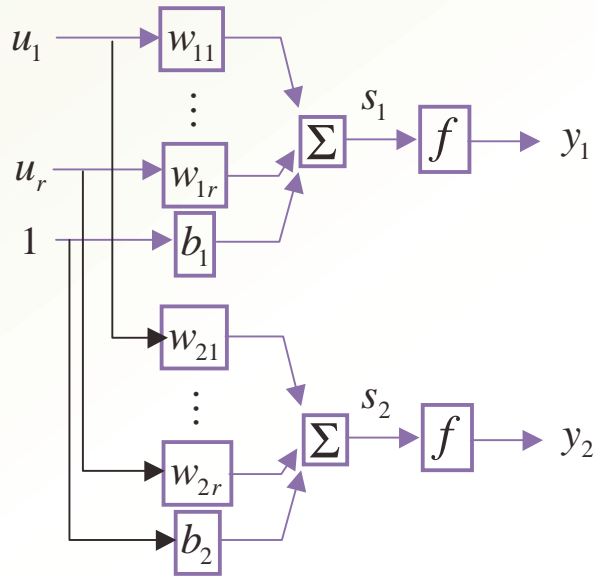 u₁ w₁₁
⋮
s₁
Σ f y₁
uᵣ w₁ᵣ
1 b₁
w₂₁
⋮
s₂
Σ f y₂
w₂ᵣ
b₂